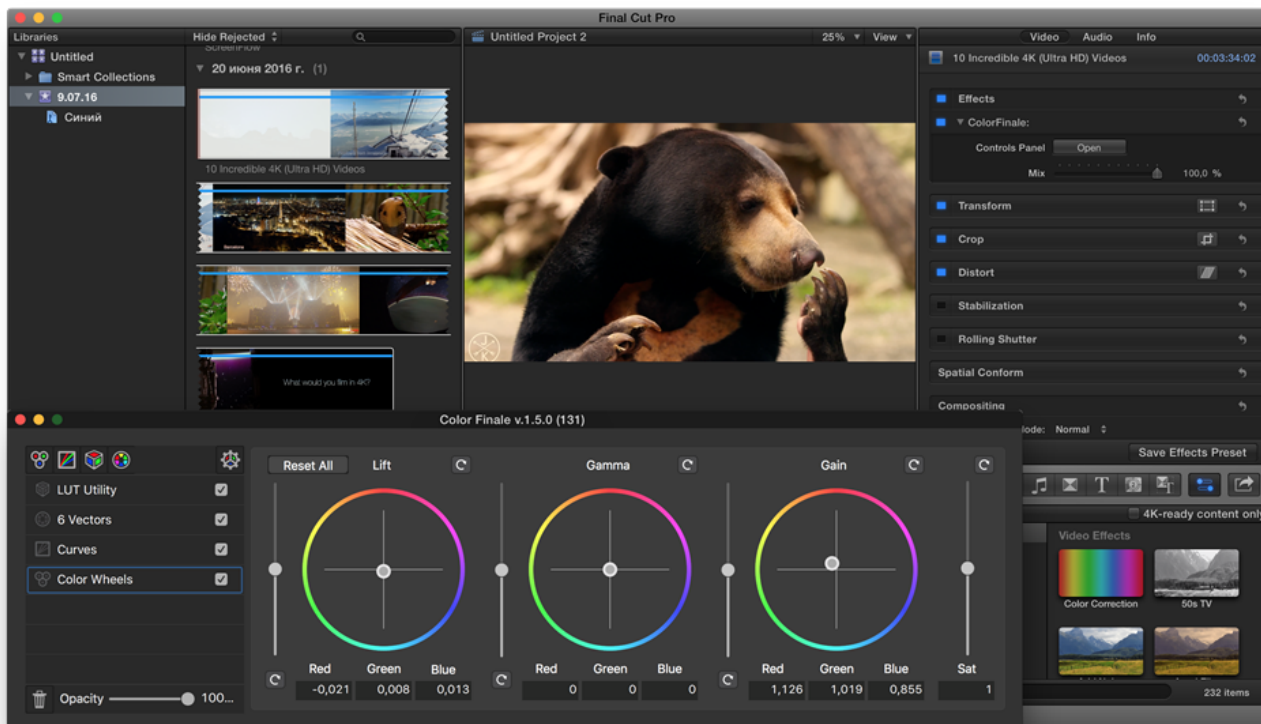 Final Cut Pro
Libraries
Hide Rejected
Untitled Project 2
25%
View
Video Audio Info
Untitled
Smart Collections
9.07.16
Синий
ScreenFlow
20 июня 2016 г. (1)
10 Incredible 4K (Ultra HD) Videos
Barcelona
What would you film in 4K?
10 Incredible 4K (Ultra HD) Videos 00:03:34:02
Effects
ColorFinale:
Controls Panel Open
Mix 100,0 %
Transform
Crop
Distort
Stabilization
Rolling Shutter
Spatial Conform
Compositing
Normal
Save Effects Preset
4K-ready content only
Video Effects
Color Correction 50s TV
232 items
Color Finale v.1.5.0 (131)
LUT Utility
6 Vectors
Curves
Color Wheels
Opacity 100...
Reset All Lift Gamma Gain
Red Green Blue Red Green Blue Red Green Blue Sat
-0,021 0,008 0,013 0 0 0 1,126 1,019 0,855 1